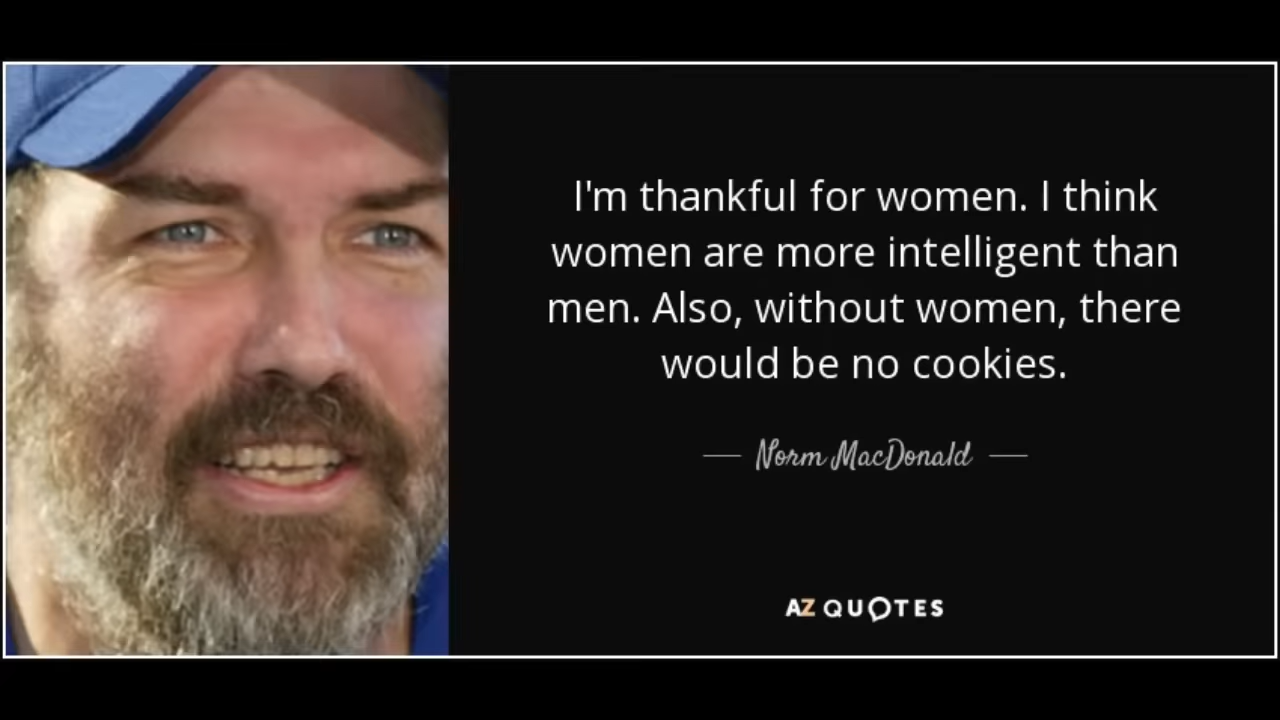 I'm thankful for women. I think
women are more intelligent than
men. Also, without women, there
would be no cookies.
Norm MacDonald
AZ QUOTES